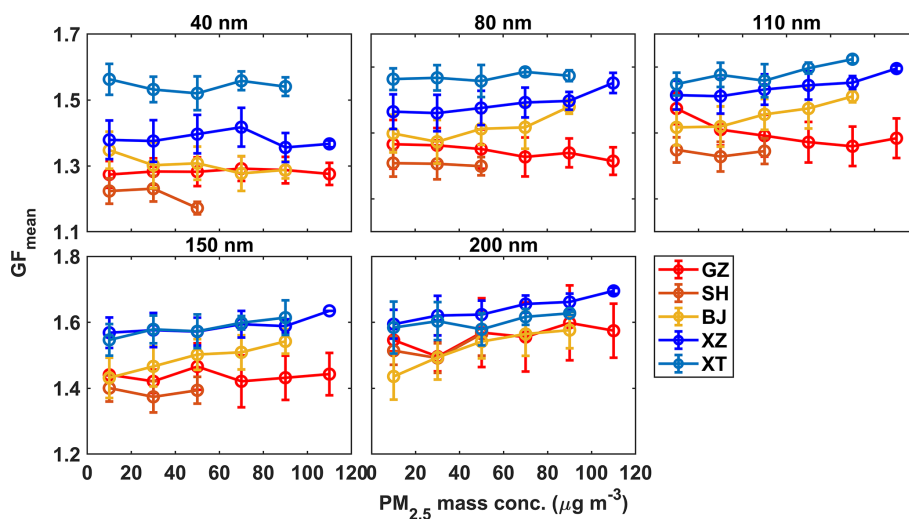 40 nm
80 nm
110 nm
1.7
1.5
1.3
1.1
150 nm
200 nm
1.8
1.6
1.4
1.2
0 20 40 60 80 100 120
0 20 40 60 80 100 120
GF_mean
PM_2.5 mass conc. (μg m^-3)
GZ
SH
BJ
XZ
XT